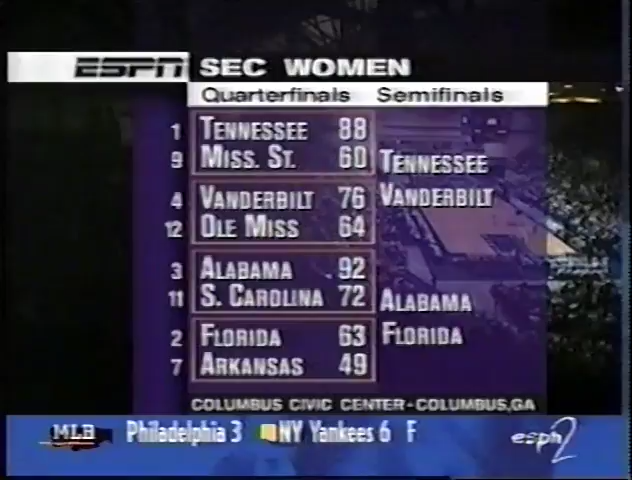 ESPN SEC WOMEN
Quarterfinals Semifinals
1 TENNESSEE 88
9 MISS. ST. 60
TENNESSEE
4 VANDERBILT 76
12 OLE MISS 64
VANDERBILT
3 ALABAMA 92
11 S. CAROLINA 72
ALABAMA
2 FLORIDA 63
7 ARKANSAS 49
FLORIDA
COLUMBUS CIVIC CENTER-COLUMBUS,GA
MLB Philadelphia 3 NY Yankees 6 F espn2